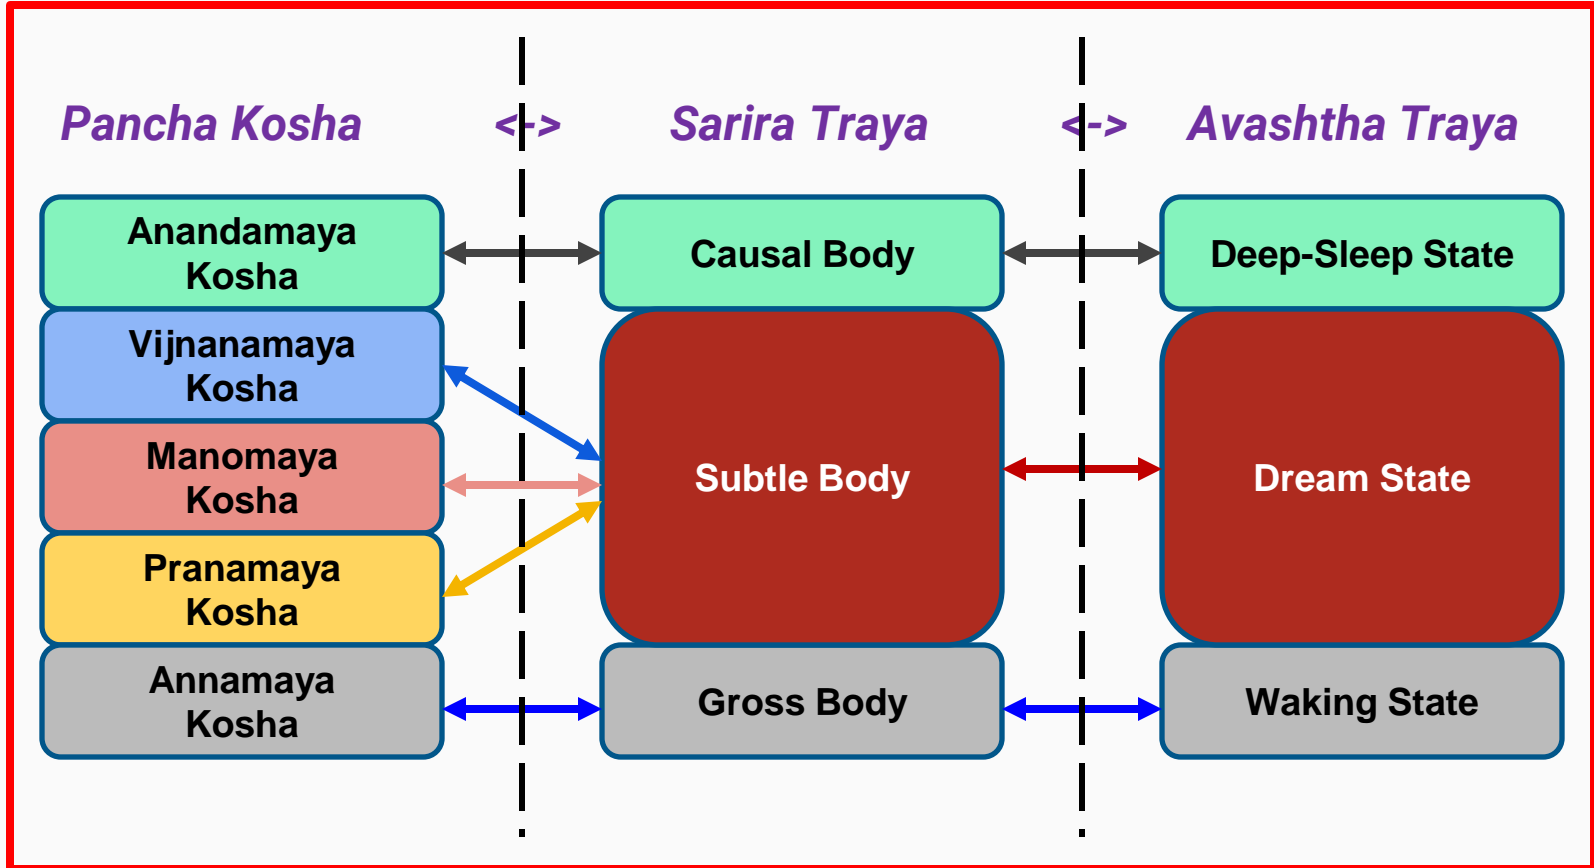 Pancha Kosha <-> Sarira Traya <-> Avashtha Traya
Anandamaya
Kosha
Causal Body
Deep-Sleep State
Vijnanamaya
Kosha
Manomaya
Kosha
Subtle Body
Dream State
Pranamaya
Kosha
Annamaya
Kosha
Gross Body
Waking State